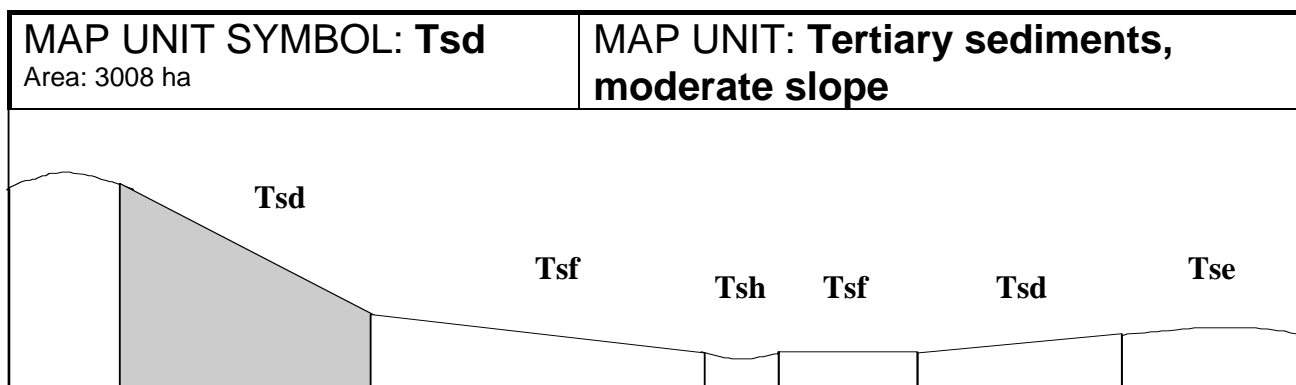 MAP UNIT SYMBOL: Tsd
Area: 3008 ha
MAP UNIT: Tertiary sediments,
moderate slope
Tsd
Tsf
Tsh
Tsf
Tsd
Tse